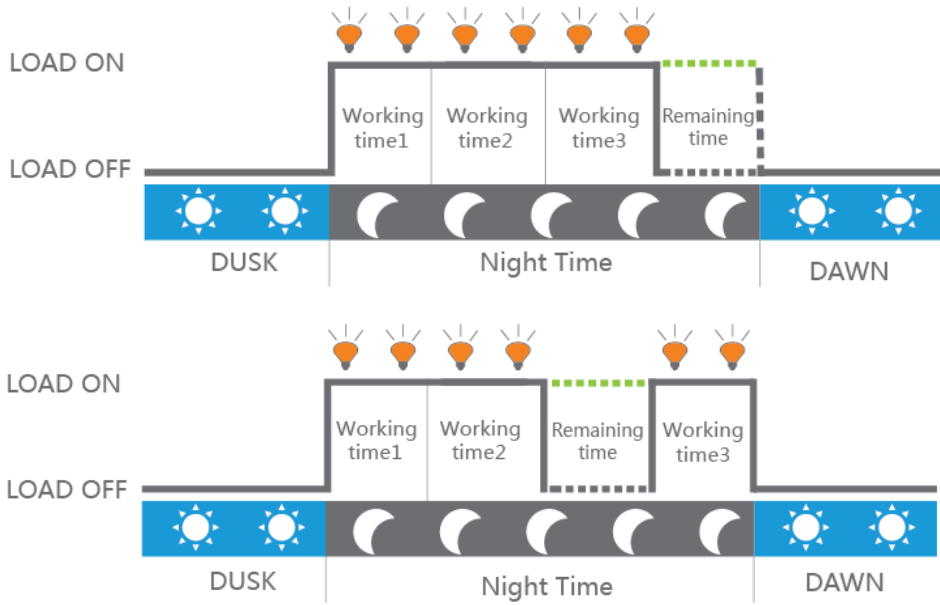 LOAD ON
Working
time1
Working
time2
Working
time3
Remaining
time
LOAD OFF
DUSK
Night Time
DAWN
LOAD ON
Working
time1
Working
time2
Remaining
time
Working
time3
LOAD OFF
DUSK
Night Time
DAWN